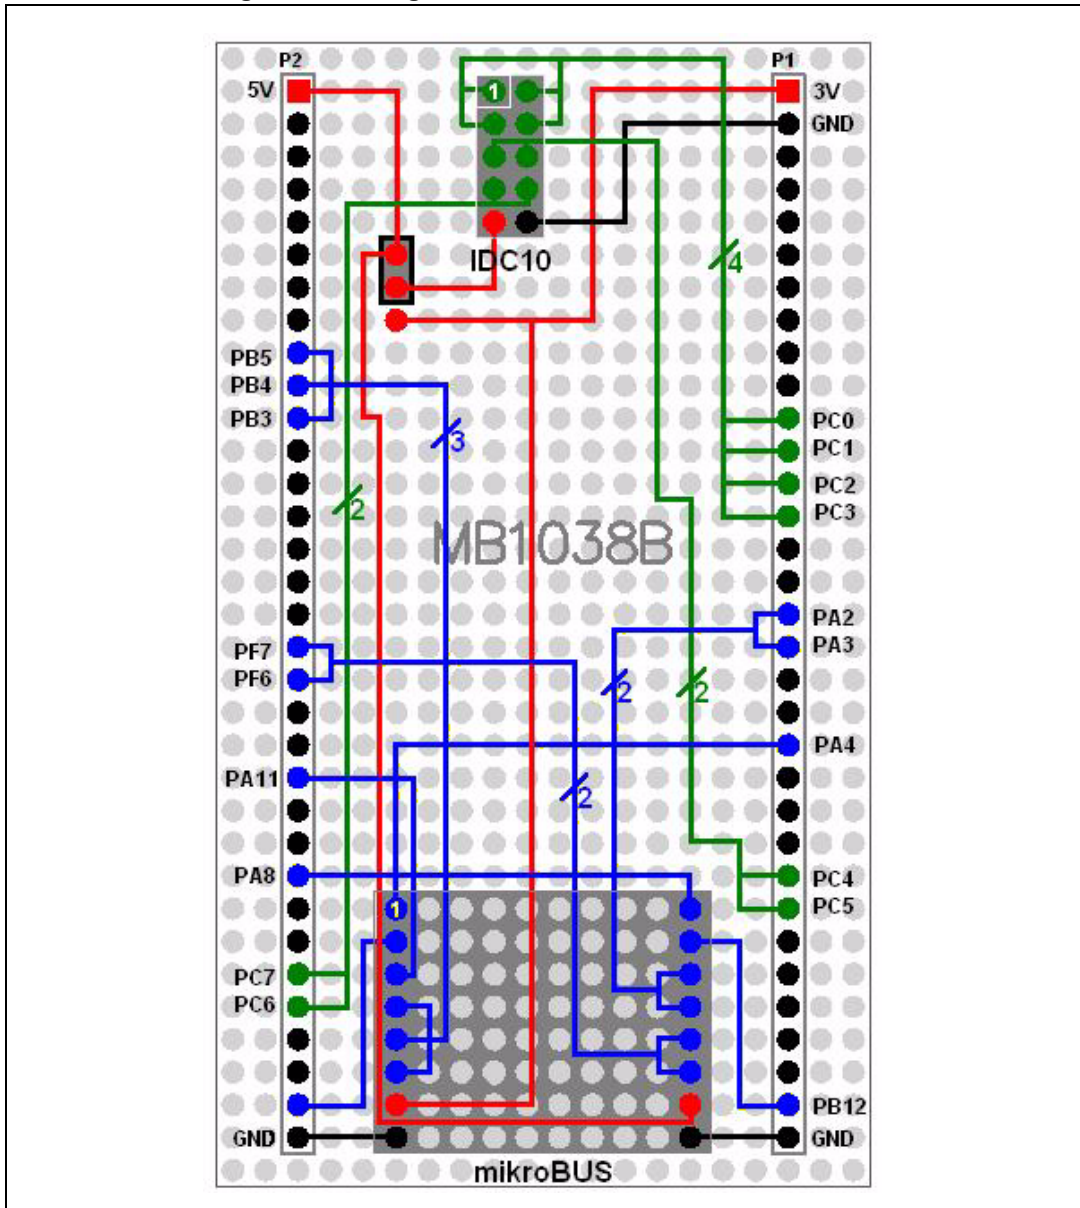 P2 P1
5V 1 3V
GND
IDC10
4
PB5
PB4
PB3
3
PC0
PC1
2 PC2
PC3
MB1038B
PA2
PF7 PA3
PF6
2 2
PA4
PA11
2
PA8 PC4
1 PC5
PC7
PC6
PB12
GND GND
mikroBUS